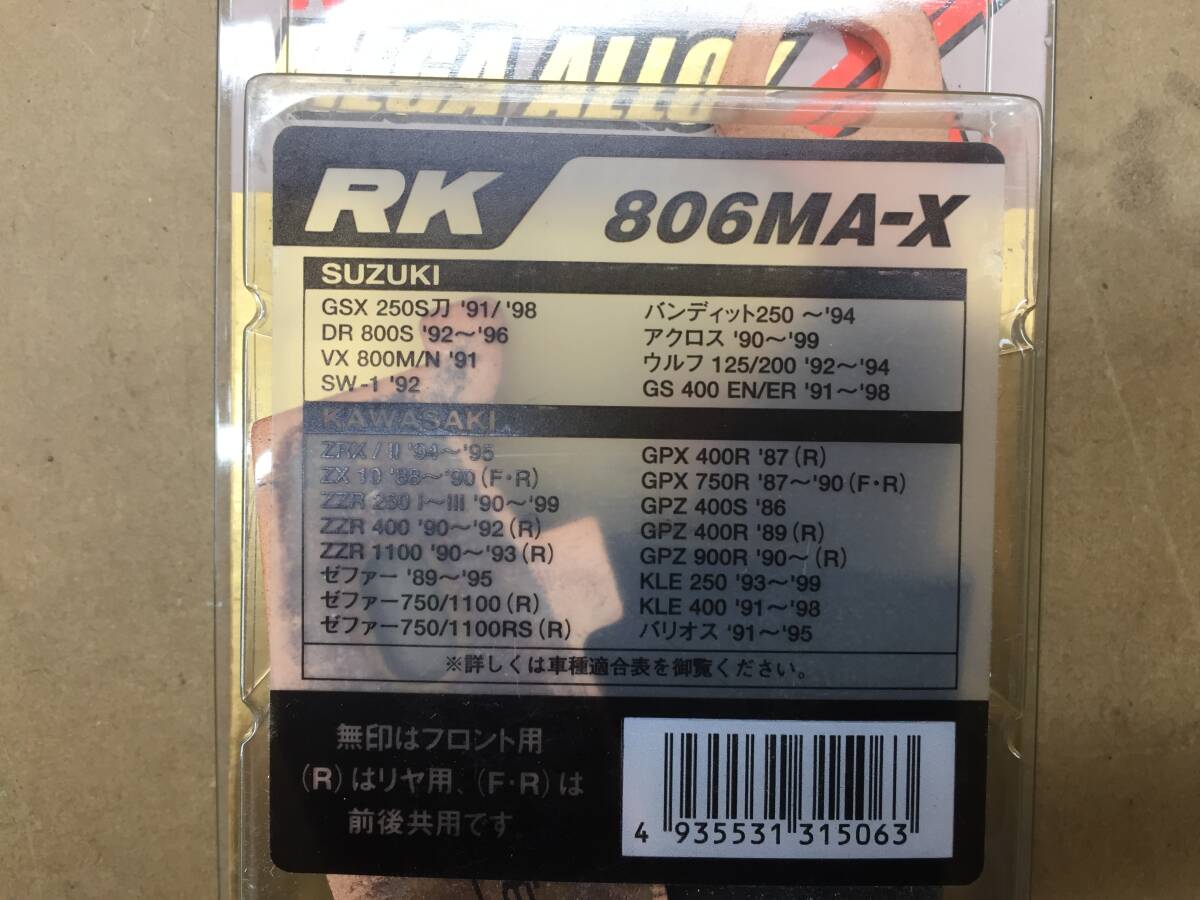 MEGA ALLOY X
RK 806MA-X
SUZUKI
GSX 250S刀 '91/ '98
DR 800S '92～'96
VX 800M/N '91
SW-1 '92
バンディット250 ～'94
アクロス '90～'99
ウルフ 125/200 '92～'94
GS 400 EN/ER '91～'98
KAWASAKI
ZRX / II '94～'95
ZX 10 '88～'90 (F・R)
ZZR 250 I～III '90～'99
ZZR 400 '90～'92 (R)
ZZR 1100 '90～'93 (R)
ゼファー '89～'95
ゼファー750/1100 (R)
ゼファー750/1100RS (R)
GPX 400R '87 (R)
GPX 750R '87～'90 (F・R)
GPZ 400S '86
GPZ 400R '89 (R)
GPZ 900R '90～ (R)
KLE 250 '93～'99
KLE 400 '91～'98
バリオス '91～'95
※詳しくは車種適合表を御覧ください。
無印はフロント用
(R) はリヤ用、(F・R) は
前後共用です
4 935531 315063